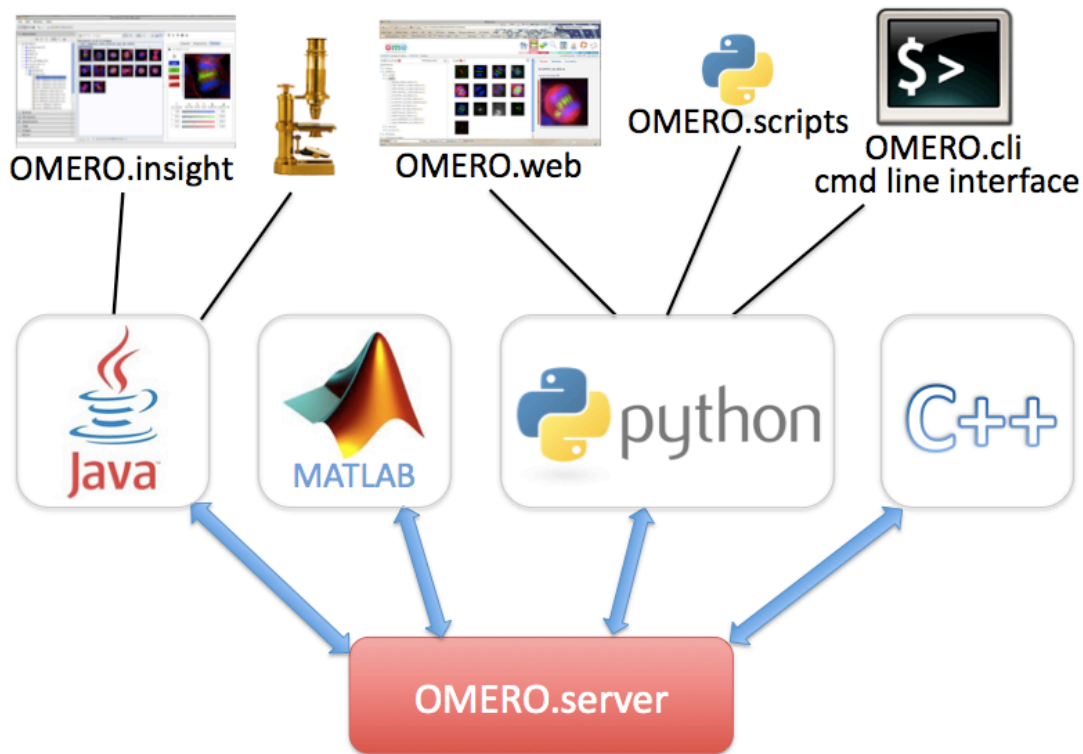 OMERO.insight
OMERO.web
OMERO.scripts
$>
OMERO.cli
cmd line interface
Java
MATLAB
python
C++
OMERO.server